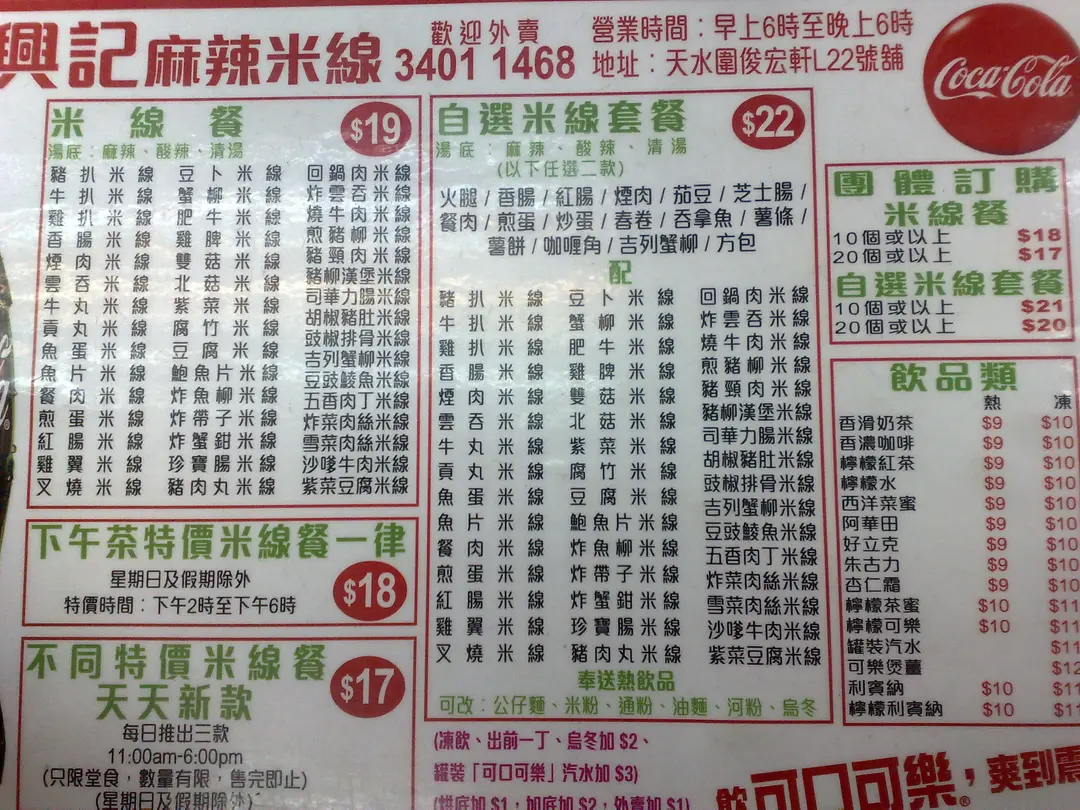 興記麻辣米線
歡迎外賣
3401 1468
營業時間：早上6時至晚上6時
地址：天水圍俊宏軒L22號舖
Coca-Cola
米線餐
$19
湯底：麻辣、酸辣、清湯
豬扒米線 豆卜米線 回鍋肉米線
牛扒米線 蟹柳米線 炸雲吞米線
雞扒米線 肥牛米線 燒牛肉米線
香腸米線 雞脾米線 煎豬柳米線
煙肉米線 雙菇米線 豬頸肉米線
雲吞米線 北菇米線 豬柳漢堡米線
牛丸米線 紫菜米線 司華力腸米線
貢丸米線 腐竹米線 胡椒豬肚米線
魚蛋米線 豆腐米線 豉椒排骨米線
魚片米線 鮑魚片米線 吉列蟹柳米線
餐肉米線 炸魚柳米線 豆豉鯪魚米線
煎蛋米線 炸帶子米線 五香肉丁米線
紅腸米線 炸蟹鉗米線 炸菜肉絲米線
雞翼米線 珍寶腸米線 雪菜肉絲米線
叉燒米線 豬肉丸米線 沙嗲牛肉米線
紫菜豆腐米線
下午茶特價米線餐一律
星期日及假期除外
特價時間：下午2時至下午6時
$18
不同特價米線餐
天天新款
$17
每日推出三款
11:00am-6:00pm
(只限堂食，數量有限，售完即止)
(星期日及假期除外)
自選米線套餐
$22
湯底：麻辣、酸辣、清湯
(以下任選二款)
火腿/香腸/紅腸/煙肉/茄豆/芝士腸/
餐肉/煎蛋/炒蛋/春卷/吞拿魚/薯條/
薯餅/咖喱角/吉列蟹柳/方包
配
豬扒米線 豆卜米線 回鍋肉米線
牛扒米線 蟹柳米線 炸雲吞米線
雞扒米線 肥牛米線 燒牛肉米線
香腸米線 雞脾米線 煎豬柳米線
煙肉米線 雙菇米線 豬頸肉米線
雲吞米線 北菇米線 豬柳漢堡米線
牛丸米線 紫菜米線 司華力腸米線
貢丸米線 腐竹米線 胡椒豬肚米線
魚蛋米線 豆腐米線 豉椒排骨米線
魚片米線 鮑魚片米線 吉列蟹柳米線
餐肉米線 炸魚柳米線 豆豉鯪魚米線
煎蛋米線 炸帶子米線 五香肉丁米線
紅腸米線 炸蟹鉗米線 炸菜肉絲米線
雞翼米線 珍寶腸米線 雪菜肉絲米線
叉燒米線 豬肉丸米線 沙嗲牛肉米線
紫菜豆腐米線
奉送熱飲品
可改：公仔麵、米粉、通粉、油麵、河粉、烏冬
(凍飲、出前一丁、烏冬加 $2、
罐裝「可口可樂」汽水加 $3)
(烘底加 $1，加底加 $2，外賣加 $1)
團體訂購
米線餐
10個或以上 $18
20個或以上 $17
自選米線套餐
10個或以上 $21
20個或以上 $20
飲品類
熱 凍
香滑奶茶 $9 $10
香濃咖啡 $9 $10
檸檬紅茶 $9 $10
檸檬水 $9 $10
西洋菜蜜 $9 $10
阿華田 $9 $10
好立克 $9 $10
朱古力 $9 $10
杏仁霜 $9 $10
檸檬茶蜜 $10 $11
檸檬可樂 $10 $11
罐裝汽水 $11
可樂煲薑 $12
利賓納 $10 $11
檸檬利賓納 $10 $11
飲可口可樂，爽到震